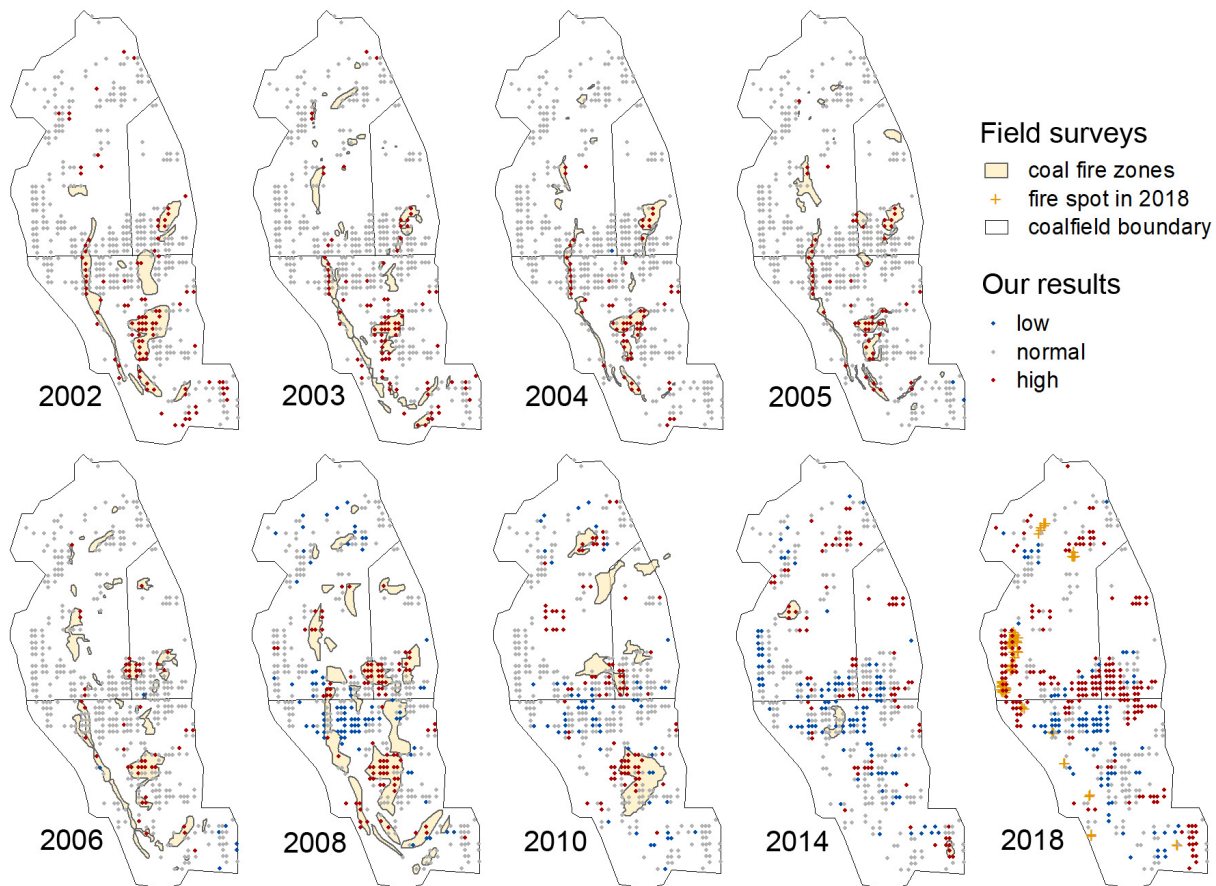 2002
2003
2004
2005
Field surveys
coal fire zones
fire spot in 2018
coalfield boundary
Our results
low
normal
high
2006
2008
2010
2014
2018